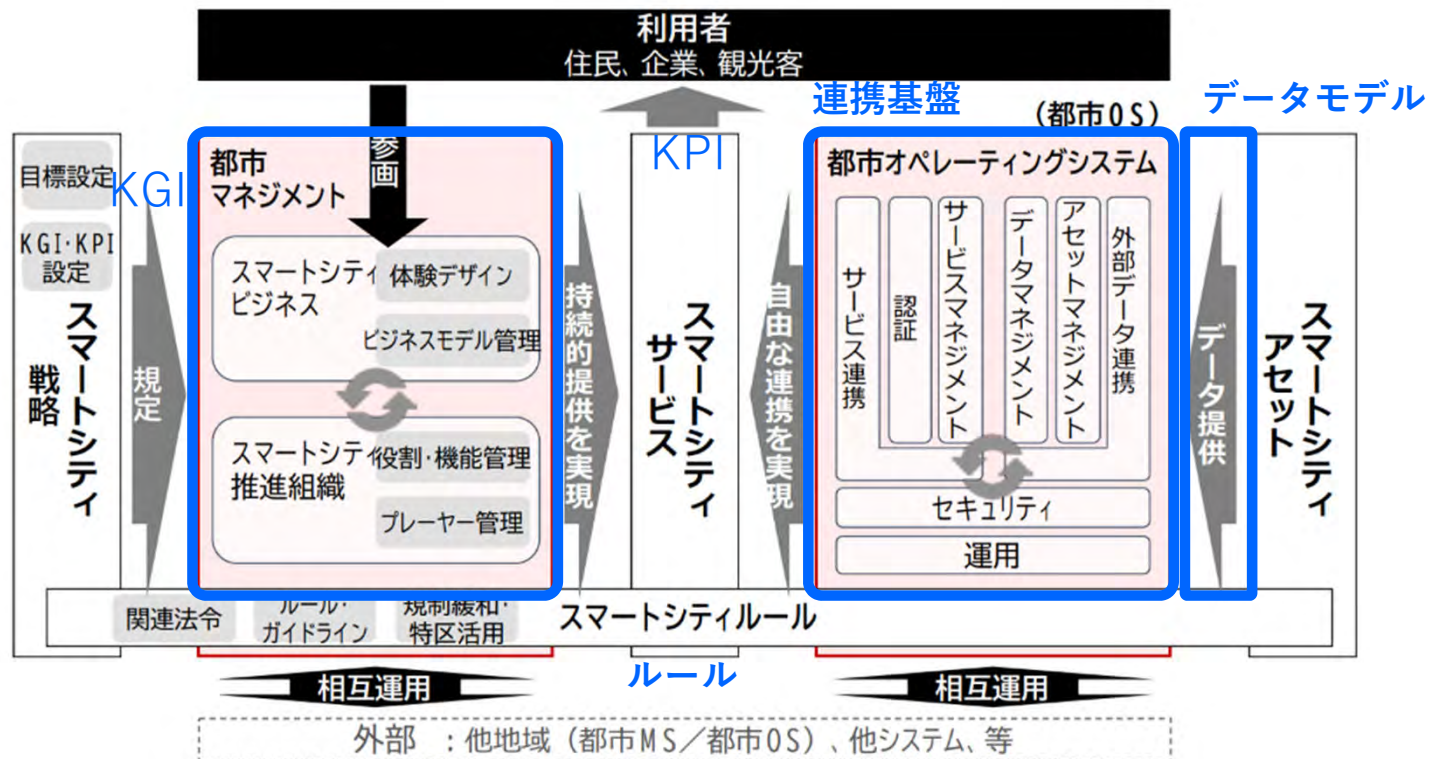 利用者
住民、企業、観光客
連携基盤
(都市OS)
データモデル
目標設定
KGI
KGI・KPI
設定
スマートシティ
戦略
規定
都市
マネジメント
参画
スマートシティ
ビジネス
体験デザイン
ビジネスモデル管理
スマートシティ
推進組織
役割・機能管理
プレーヤー管理
持続的提供を実現
KPI
スマートシティ
サービス
自由な連携を実現
都市オペレーティングシステム
サービス連携
認証
サービスマネジメント
データマネジメント
アセットマネジメント
外部データ連携
セキュリティ
運用
データ提供
スマートシティ
アセット
関連法令
ルール・
ガイドライン
規制緩和・
特区活用
スマートシティルール
ルール
相互運用
相互運用
外部 :他地域(都市MS/都市OS)、他システム、等